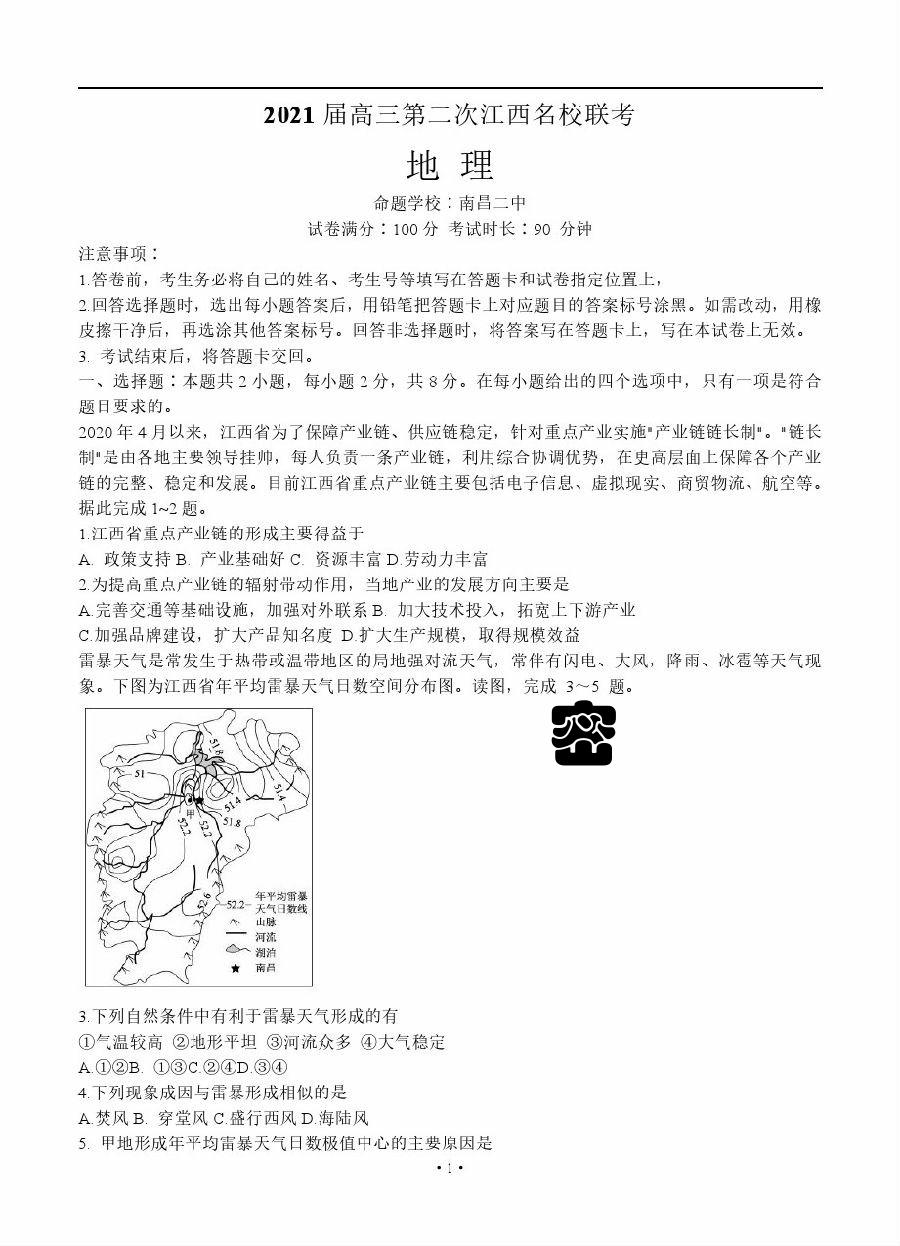 2021 届高三第二次江西名校联考
地 理
命题学校：南昌二中
试卷满分：100 分 考试时长：90 分钟
注意事项：
1.答卷前，考生务必将自己的姓名、考生号等填写在答题卡和试卷指定位置上，
2.回答选择题时，选出每小题答案后，用铅笔把答题卡上对应题目的答案标号涂黑。如需改动，用橡
皮擦干净后，再选涂其他答案标号。回答非选择题时，将答案写在答题卡上，写在本试卷上无效。
3. 考试结束后，将答题卡交回。
一、选择题：本题共 2 小题，每小题 2 分，共 8 分。在每小题给出的四个选项中，只有一项是符合
题目要求的。
2020 年 4 月以来，江西省为了保障产业链、供应链稳定，针对重点产业实施"产业链链长制"。"链长
制"是由各地主要领导挂帅，每人负责一条产业链，利用综合协调优势，在更高层面上保障各个产业
链的完整、稳定和发展。目前江西省重点产业链主要包括电子信息、虚拟现实、商贸物流、航空等。
据此完成 1~2 题。
1.江西省重点产业链的形成主要得益于
A. 政策支持 B. 产业基础好 C. 资源丰富 D.劳动力丰富
2.为提高重点产业链的辐射带动作用，当地产业的发展方向主要是
A.完善交通等基础设施，加强对外联系 B. 加大技术投入，拓宽上下游产业
C.加强品牌建设，扩大产品知名度 D.扩大生产规模，取得规模效益
雷暴天气是常发生于热带或温带地区的局地强对流天气，常伴有闪电、大风，降雨、冰雹等天气现
象。下图为江西省年平均雷暴天气日数空间分布图。读图，完成 3～5 题。
51.8
51
51.4
51.4
甲
51.8
52.2
52.2
52.6
52.2 年平均雷暴
天气日数线
山脉
河流
湖泊
南昌
3.下列自然条件中有利于雷暴天气形成的有
①气温较高 ②地形平坦 ③河流众多 ④大气稳定
A.①②B. ①③C.②④D.③④
4.下列现象成因与雷暴形成相似的是
A.焚风 B. 穿堂风 C.盛行西风 D.海陆风
5. 甲地形成年平均雷暴天气日数极值中心的主要原因是
• 1 •